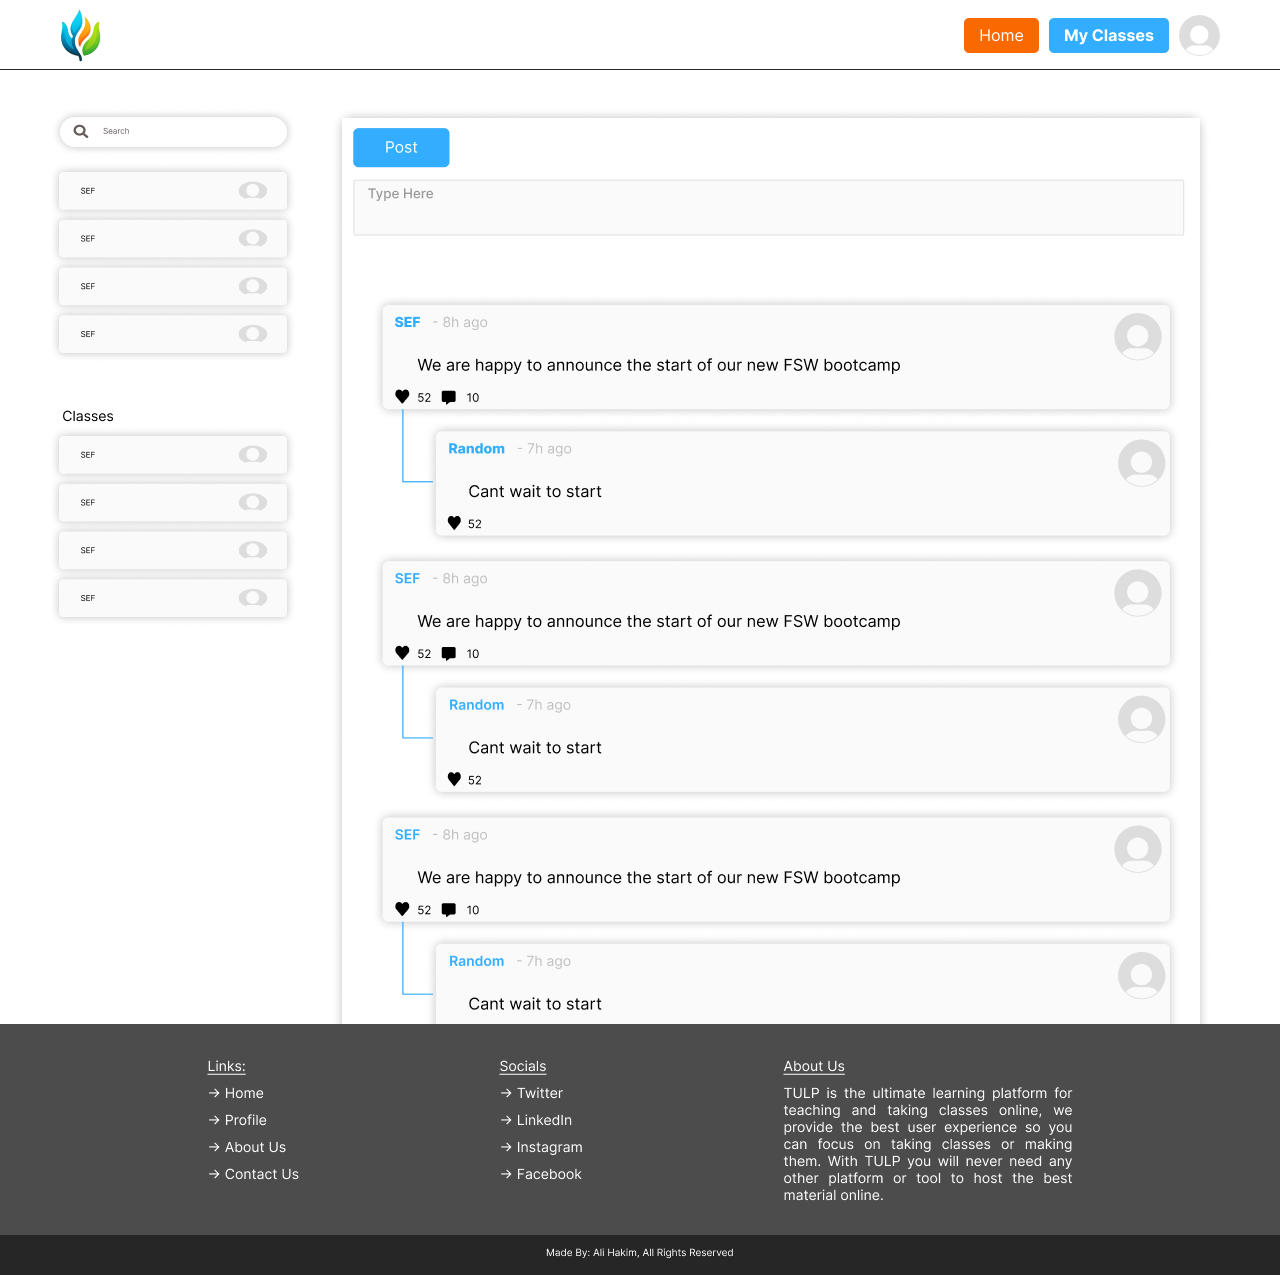 Home
My Classes
Search
SEF
SEF
SEF
SEF
Classes
SEF
SEF
SEF
SEF
Post
Type Here
SEF - 8h ago
We are happy to announce the start of our new FSW bootcamp
52 10
Random - 7h ago
Cant wait to start
52
SEF - 8h ago
We are happy to announce the start of our new FSW bootcamp
52 10
Random - 7h ago
Cant wait to start
52
SEF - 8h ago
We are happy to announce the start of our new FSW bootcamp
52 10
Random - 7h ago
Cant wait to start
Links:
→ Home
→ Profile
→ About Us
→ Contact Us
Socials
→ Twitter
→ LinkedIn
→ Instagram
→ Facebook
About Us
TULP is the ultimate learning platform for
teaching and taking classes online, we
provide the best user experience so you
can focus on taking classes or making
them. With TULP you will never need any
other platform or tool to host the best
material online.
Made By: Ali Hakim, All Rights Reserved